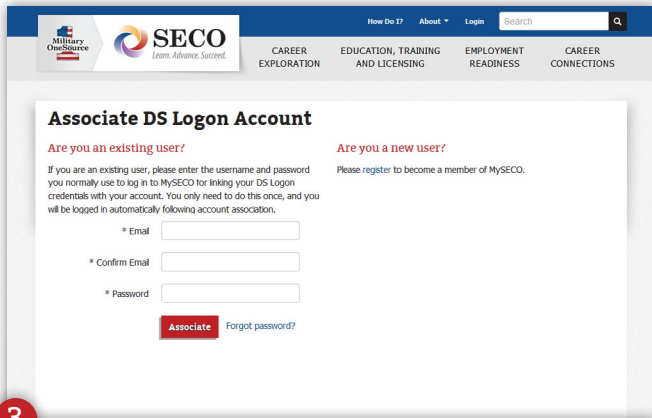 How Do I? About Login Search
Military
OneSource
SECO
Learn. Advance. Succeed.
CAREER
EXPLORATION
EDUCATION, TRAINING
AND LICENSING
EMPLOYMENT
READINESS
CAREER
CONNECTIONS
Associate DS Logon Account
Are you an existing user?
If you are an existing user, please enter the username and password
you normally use to log in to MySECO for linking your DS Logon
credentials with your account. You only need to do this once, and you
will be logged in automatically following account association.
* Email
* Confirm Email
* Password
Associate Forgot password?
Are you a new user?
Please register to become a member of MySECO.
3